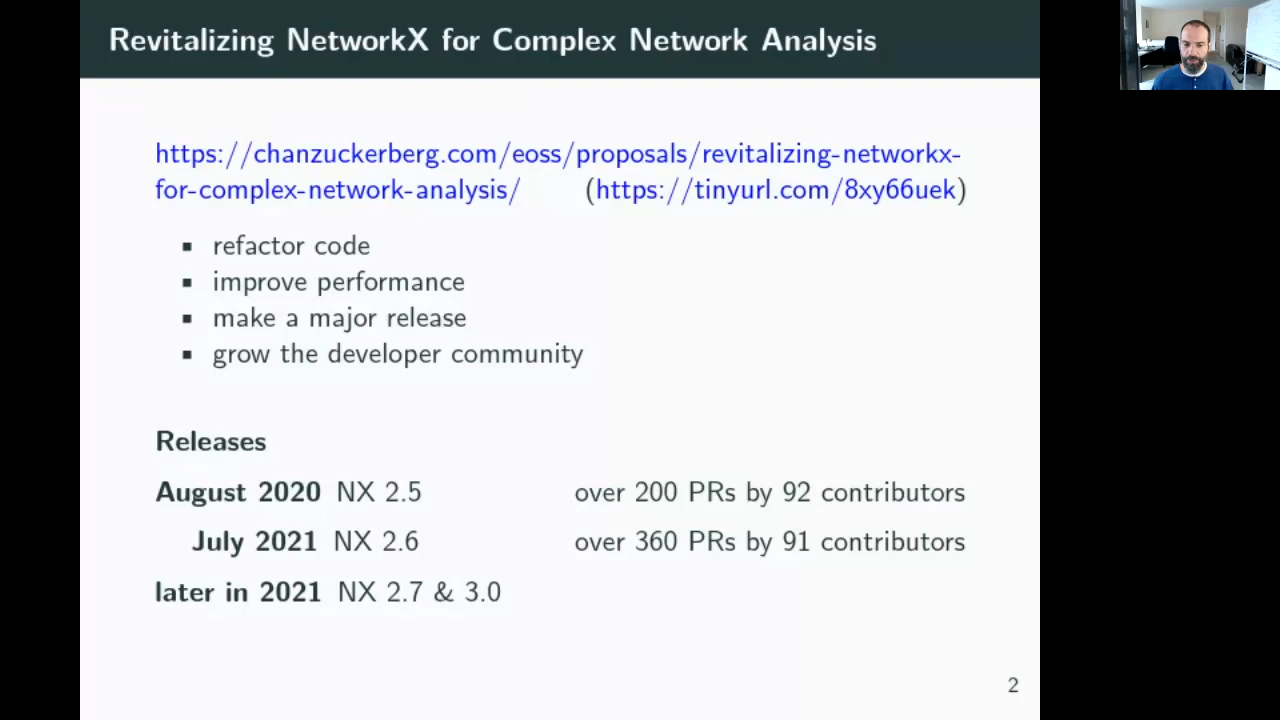 Revitalizing NetworkX for Complex Network Analysis
https://chanzuckerberg.com/eoss/proposals/revitalizing-networkx-
for-complex-network-analysis/ (https://tinyurl.com/8xy66uek)
▪ refactor code
▪ improve performance
▪ make a major release
▪ grow the developer community
Releases
August 2020 NX 2.5 over 200 PRs by 92 contributors
July 2021 NX 2.6 over 360 PRs by 91 contributors
later in 2021 NX 2.7 & 3.0
2